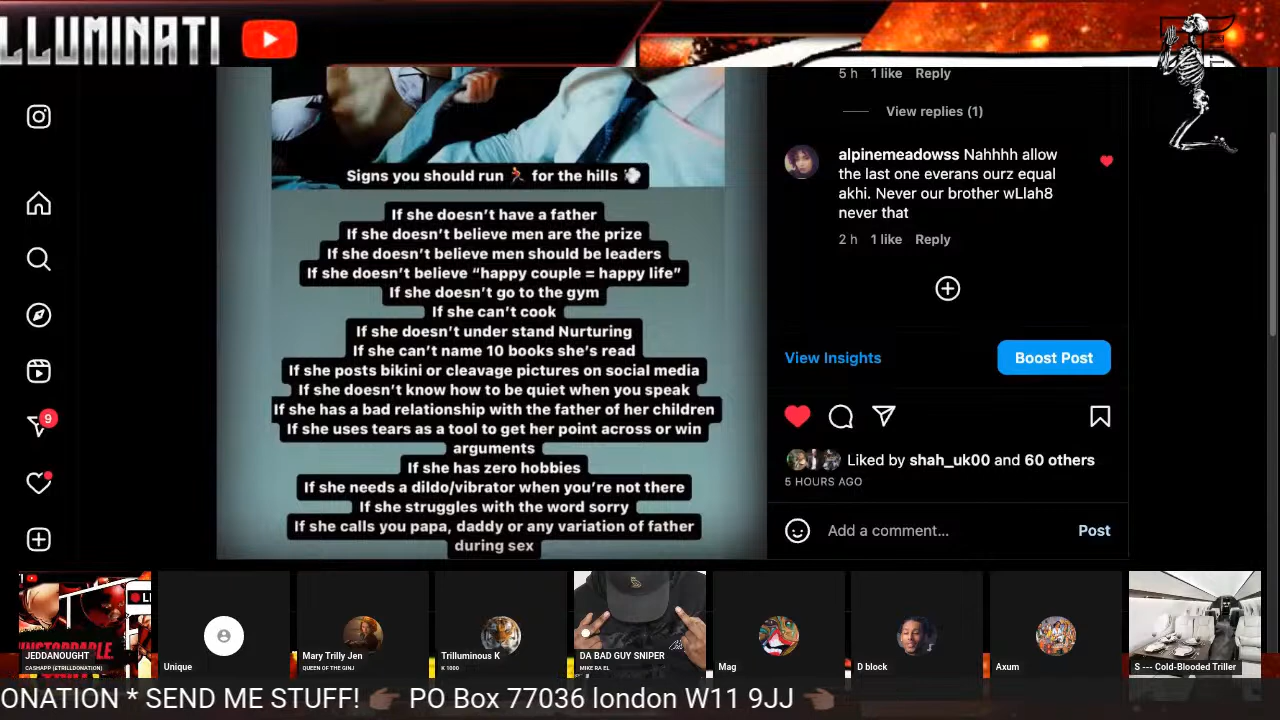 LLUMINATI
5 h 1 like Reply
View replies (1)
alpinemeadowss Nahhhh allow
the last one everans ourz equal
akhi. Never our brother wLlah8
never that
2 h 1 like Reply
Signs you should run 🏃 for the hills 💨
If she doesn't have a father
If she doesn't believe men are the prize
If she doesn't believe men should be leaders
If she doesn't believe "happy couple = happy life"
If she doesn't go to the gym
If she can't cook
If she doesn't under stand Nurturing
If she can't name 10 books she's read
If she posts bikini or cleavage pictures on social media
If she doesn't know how to be quiet when you speak
If she has a bad relationship with the father of her children
If she uses tears as a tool to get her point across or win
arguments
If she has zero hobbies
If she needs a dildo/vibrator when you're not there
If she struggles with the word sorry
If she calls you papa, daddy or any variation of father
during sex
View Insights
Boost Post
9
Liked by shah_uk00 and 60 others
5 HOURS AGO
Add a comment...
Post
JEDDANOUGHT
CASHAPP (ETRILLDONATION)
Unique
Mary Trilly Jen
QUEEN OF THE GNJ
Trilluminous K
K 1000
DA BAD GUY SNIPER
MIKE RA EL
Mag
D block
Axum
S --- Cold-Blooded Triller
ONATION * SEND ME STUFF! 👉🏽 PO Box 77036 london W11 9JJ 👈🏽